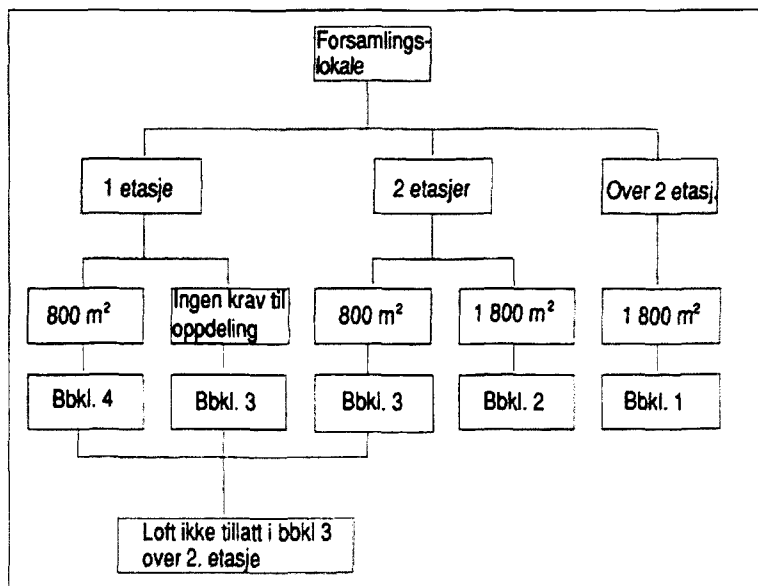 Forsamlings-
lokale
1 etasje
2 etasjer
Over 2 etasj.
800 m²
Ingen krav til
oppdeling
800 m²
1 800 m²
1 800 m²
Bbkl. 4
Bbkl. 3
Bbkl. 3
Bbkl. 2
Bbkl. 1
Loft ikke tillatt i bbkl 3
over 2. etasje